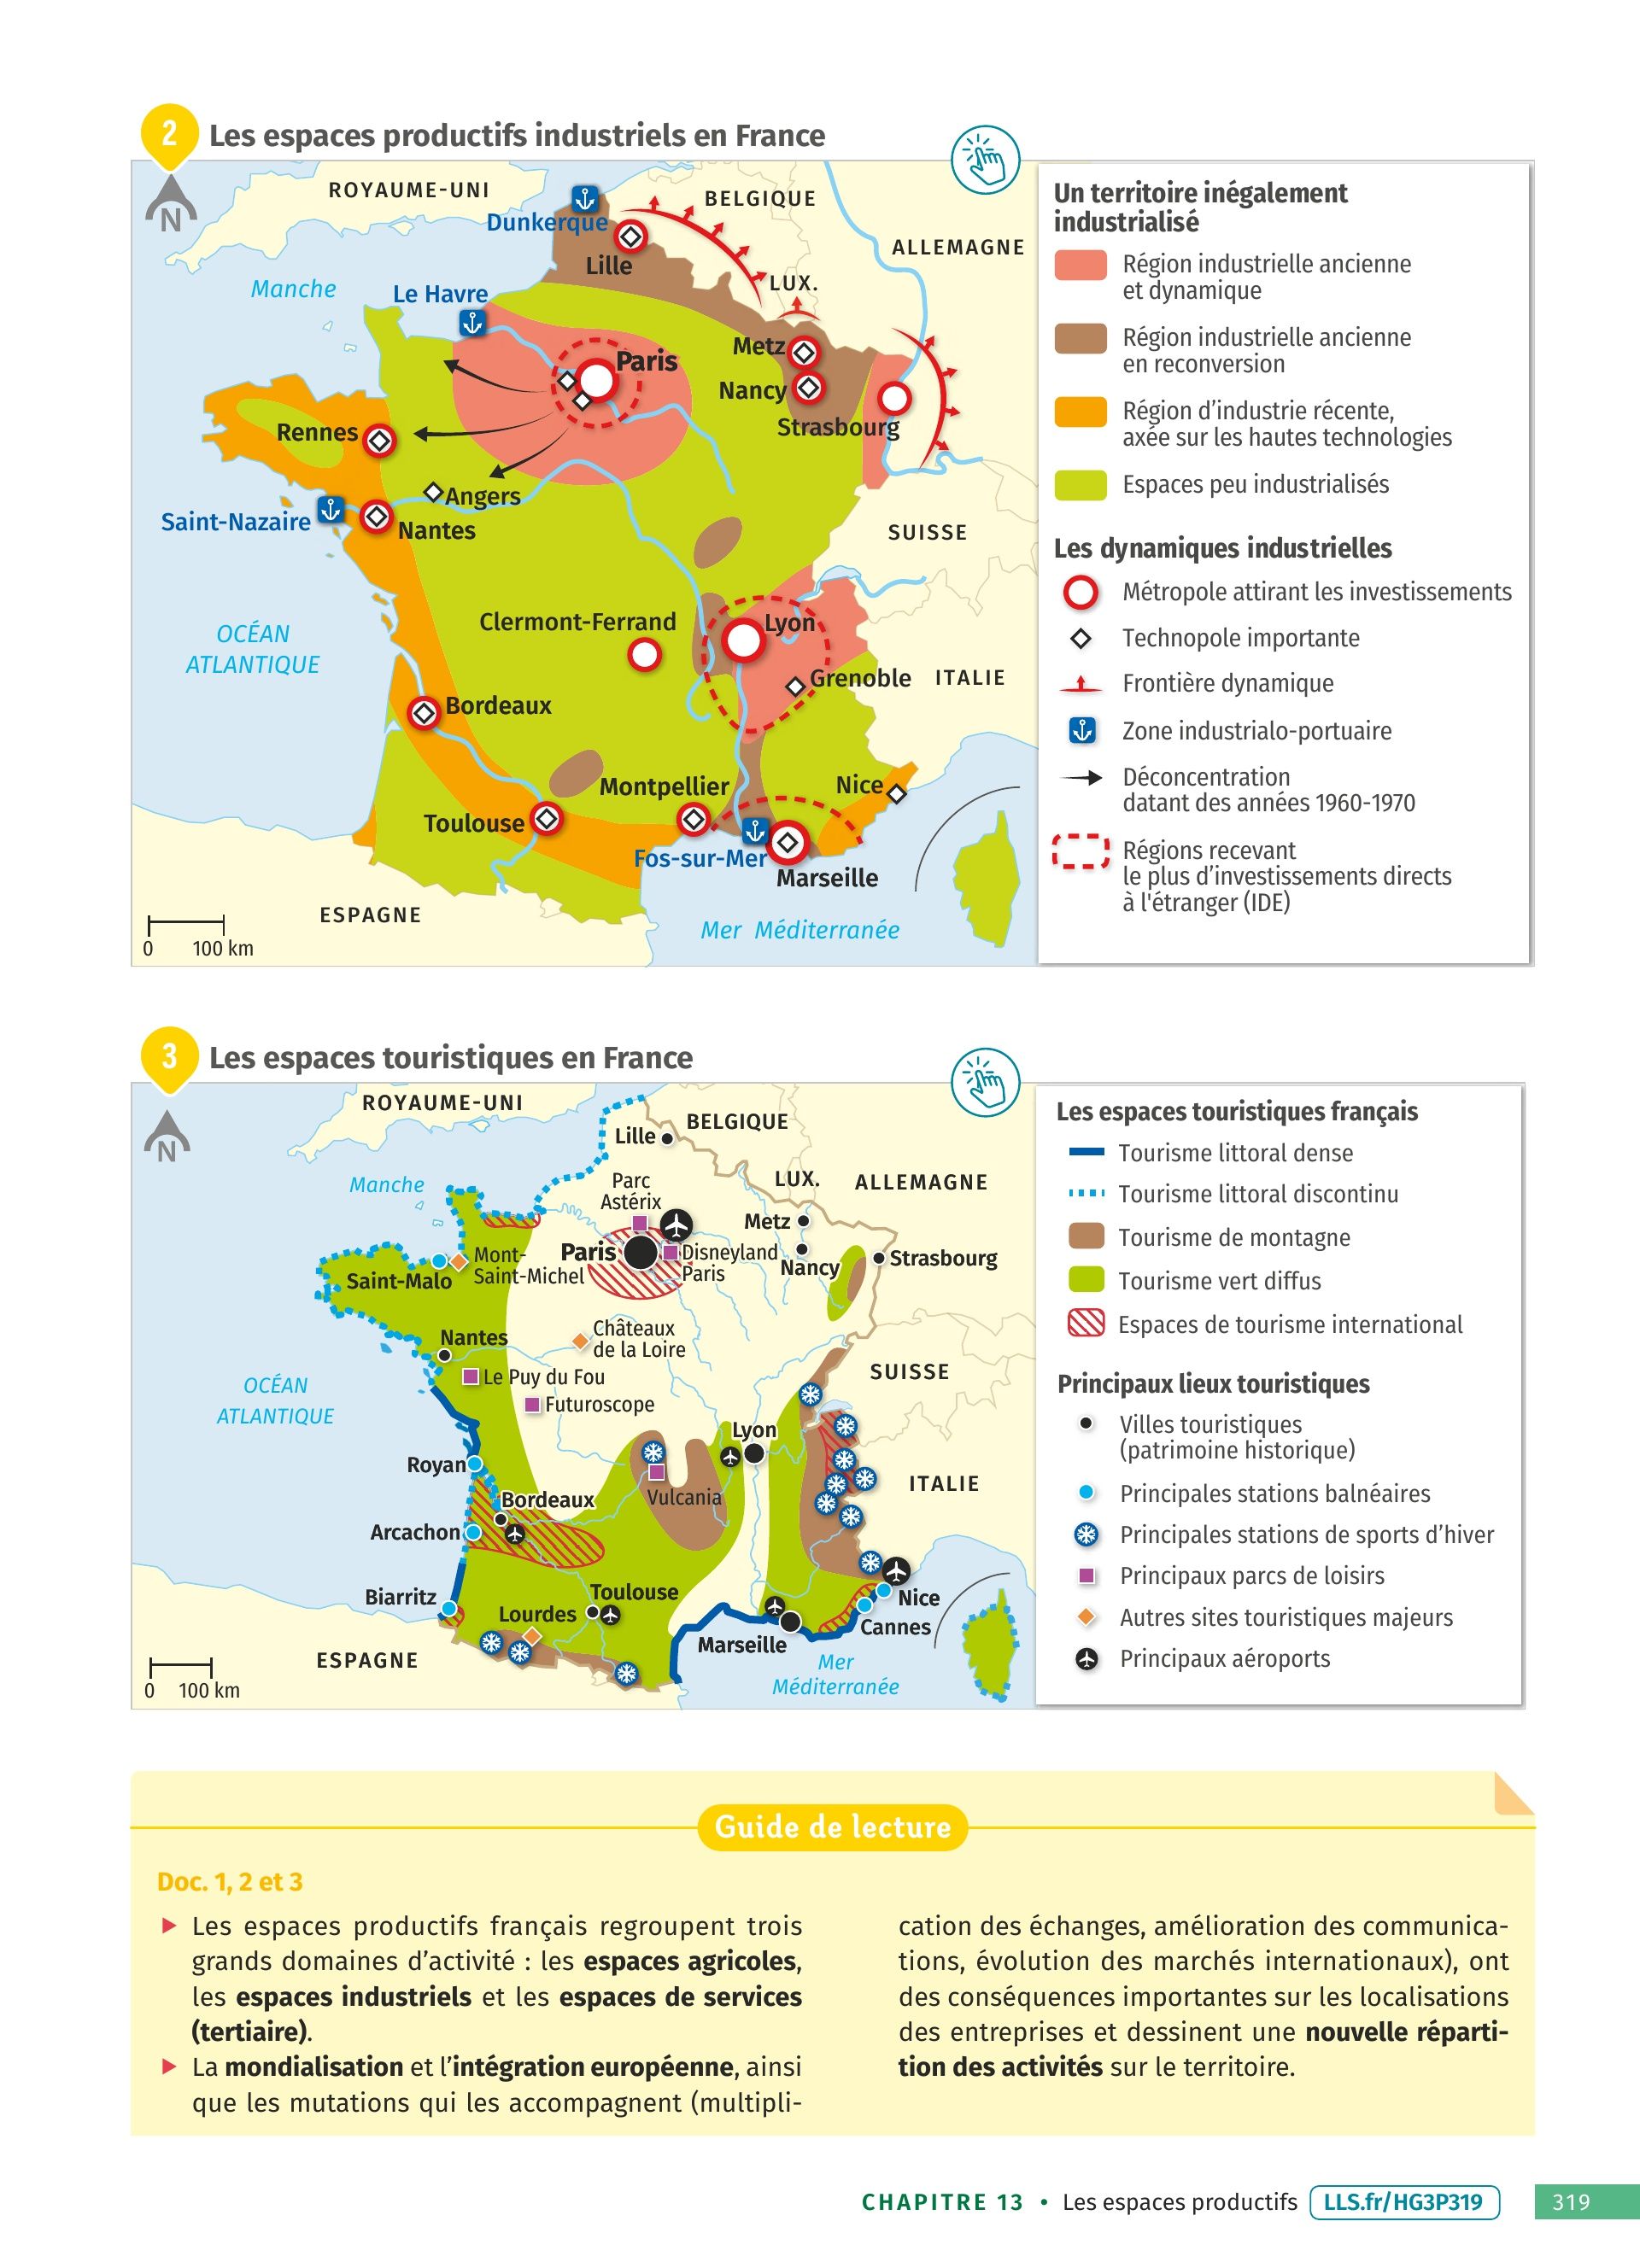 2
Les espaces productifs industriels en France
N
ROYAUME-UNI
BELGIQUE
ALLEMAGNE
LUX.
SUISSE
ITALIE
ESPAGNE
Manche
OCÉAN
ATLANTIQUE
Mer Méditerranée
Dunkerque
Lille
Le Havre
Paris
Metz
Nancy
Strasbourg
Rennes
Angers
Saint-Nazaire
Nantes
Clermont-Ferrand
Lyon
Grenoble
Bordeaux
Montpellier
Nice
Toulouse
Fos-sur-Mer
Marseille
0 100 km
Un territoire inégalement
industrialisé
Région industrielle ancienne
et dynamique
Région industrielle ancienne
en reconversion
Région d’industrie récente,
axée sur les hautes technologies
Espaces peu industrialisés
Les dynamiques industrielles
Métropole attirant les investissements
Technopole importante
Frontière dynamique
Zone industrialo-portuaire
Déconcentration
datant des années 1960-1970
Régions recevant
le plus d’investissements directs
à l'étranger (IDE)
3
Les espaces touristiques en France
N
ROYAUME-UNI
BELGIQUE
LUX.
ALLEMAGNE
SUISSE
ITALIE
ESPAGNE
Manche
OCÉAN
ATLANTIQUE
Mer
Méditerranée
Lille
Parc
Astérix
Paris
Disneyland
Paris
Metz
Nancy
Strasbourg
Mont-
Saint-Michel
Saint-Malo
Châteaux
de la Loire
Nantes
Le Puy du Fou
Futuroscope
Lyon
Royan
Vulcania
Bordeaux
Arcachon
Biarritz
Toulouse
Lourdes
Nice
Cannes
Marseille
0 100 km
Les espaces touristiques français
Tourisme littoral dense
Tourisme littoral discontinu
Tourisme de montagne
Tourisme vert diffus
Espaces de tourisme international
Principaux lieux touristiques
Villes touristiques
(patrimoine historique)
Principales stations balnéaires
Principales stations de sports d’hiver
Principaux parcs de loisirs
Autres sites touristiques majeurs
Principaux aéroports
Guide de lecture
Doc. 1, 2 et 3
Les espaces productifs français regroupent trois
grands domaines d’activité : les espaces agricoles,
les espaces industriels et les espaces de services
(tertiaire).
La mondialisation et l’intégration européenne, ainsi
que les mutations qui les accompagnent (multipli-
cation des échanges, amélioration des communica-
tions, évolution des marchés internationaux), ont
des conséquences importantes sur les localisations
des entreprises et dessinent une nouvelle réparti-
tion des activités sur le territoire.
CHAPITRE 13 • Les espaces productifs LLS.fr/HG3P319 319